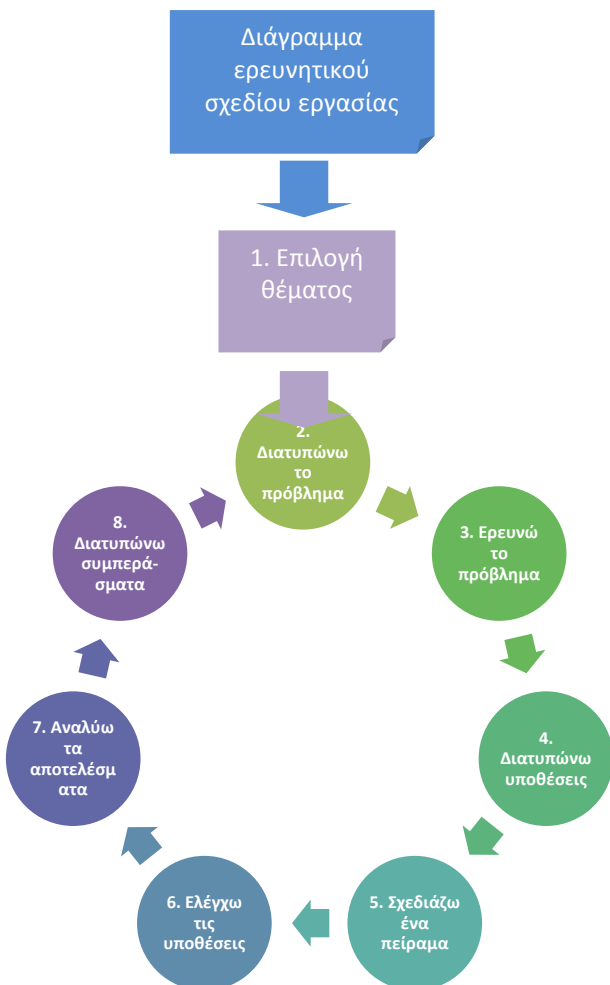 Διάγραμμα
ερευνητικού
σχεδίου εργασίας
1. Επιλογή
θέματος
2.
Διατυπώνω
το
πρόβλημα
3. Ερευνώ
το
πρόβλημα
4.
Διατυπώνω
υποθέσεις
5. Σχεδιάζω
ένα
πείραμα
6. Ελέγχω
τις
υποθέσεις
7. Αναλύω
τα
αποτελέσμ
ατα
8.
Διατυπώνω
συμπερά-
σματα